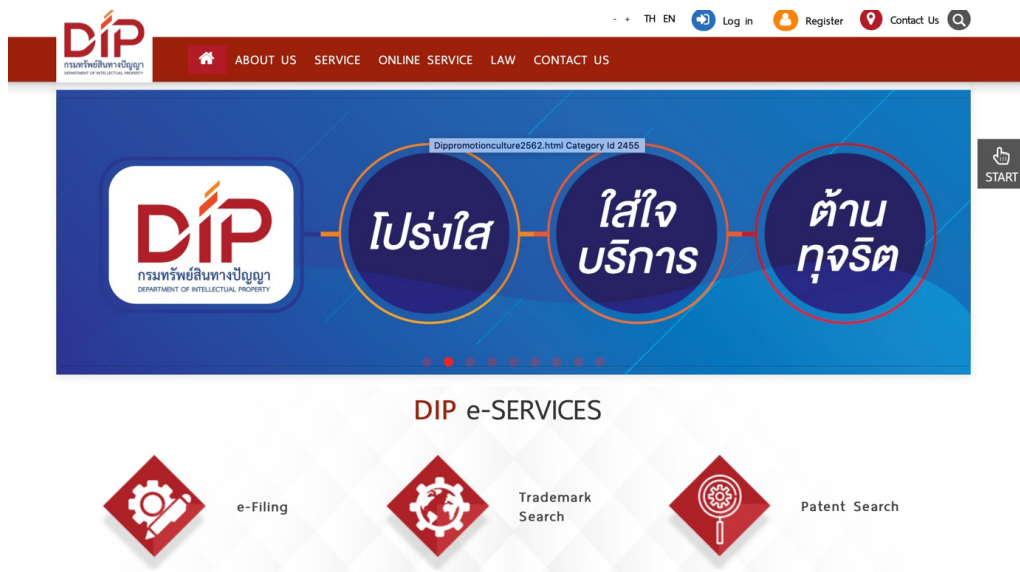 - + TH EN Log in Register Contact Us
DiP
กรมทรัพย์สินทางปัญญา
DEPARTMENT OF INTELLECTUAL PROPERTY
ABOUT US SERVICE ONLINE SERVICE LAW CONTACT US
Dippromotionculture2562.html Category Id 2455
START
DiP
กรมทรัพย์สินทางปัญญา
DEPARTMENT OF INTELLECTUAL PROPERTY
โปร่งใส
ใส่ใจ
บริการ
ต้าน
ทุจริต
DIP e-SERVICES
e-Filing
Trademark
Search
Patent Search